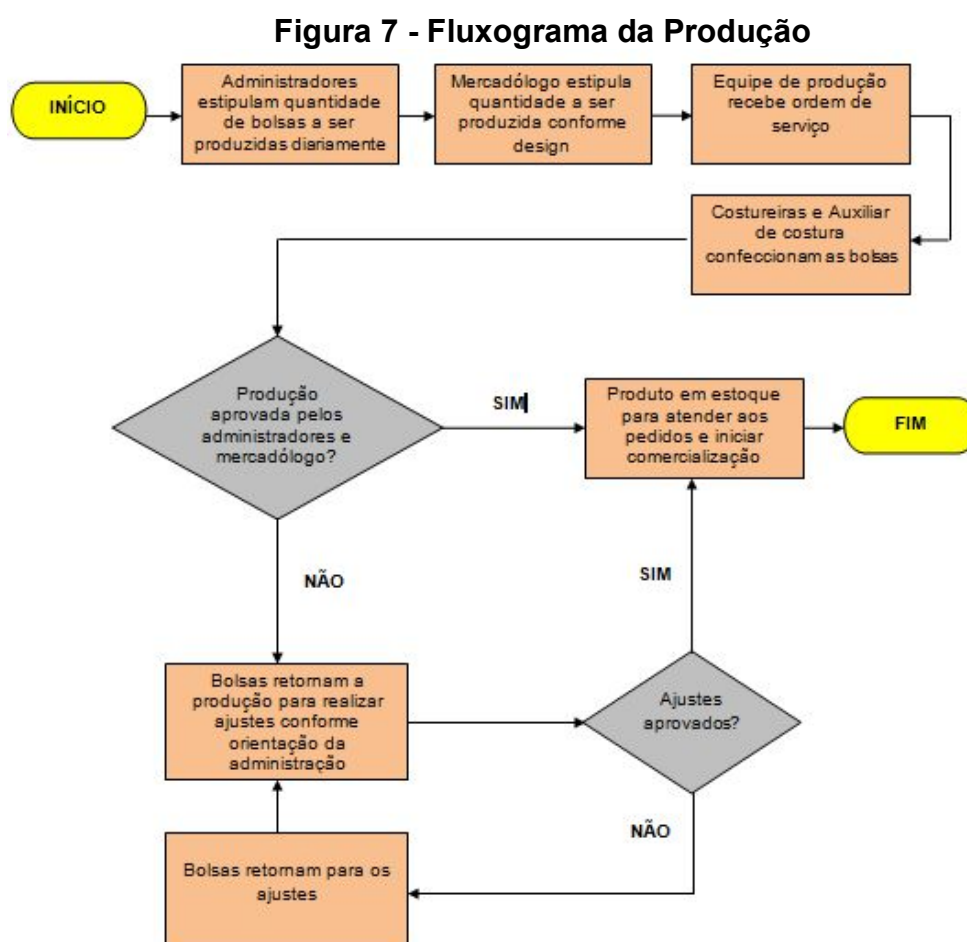 Figura 7 - Fluxograma da Produção
INÍCIO
Administradores
estipulam quantidade
de bolsas a ser
produzidas diariamente
Mercadólogo estipula
quantidade a ser
produzida conforme
design
Equipe de produção
recebe ordem de
serviço
Costureiras e Auxiliar
de costura
confeccionam as bolsas
Produção
aprovada pelos
administradores e
mercadólogo?
SIM
Produto em estoque
para atender aos
pedidos e iniciar
comercialização
FIM
NÃO
SIM
Bolsas retornam a
produção para realizar
ajustes conforme
orientação da
administração
Ajustes
aprovados?
NÃO
Bolsas retornam para os
ajustes